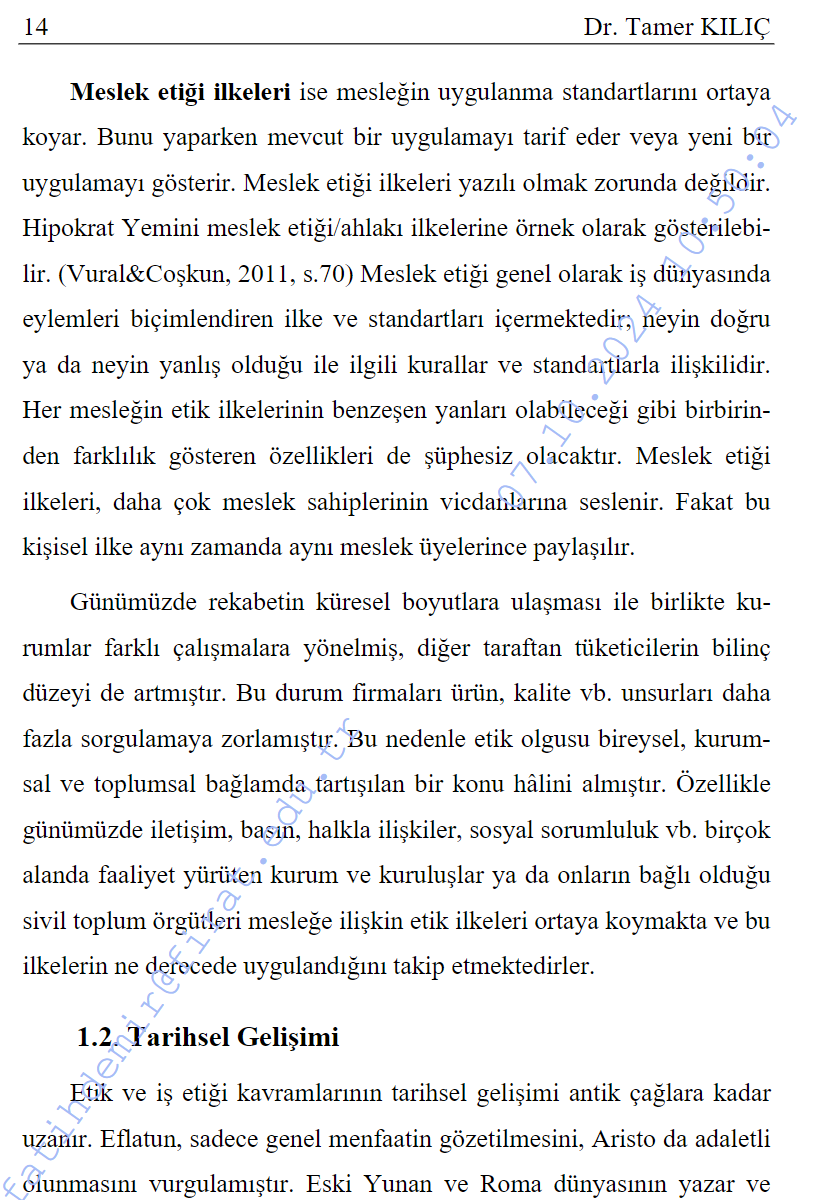 14 Dr. Tamer KILIÇ
Meslek etiği ilkeleri ise mesleğin uygulanma standartlarını ortaya
koyar. Bunu yaparken mevcut bir uygulamayı tarif eder veya yeni bir
uygulamayı gösterir. Meslek etiği ilkeleri yazılı olmak zorunda değildir.
Hipokrat Yemini meslek etiği/ahlakı ilkelerine örnek olarak gösterilebi-
lir. (Vural&Coşkun, 2011, s.70) Meslek etiği genel olarak iş dünyasında
eylemleri biçimlendiren ilke ve standartları içermektedir; neyin doğru
ya da neyin yanlış olduğu ile ilgili kurallar ve standartlarla ilişkilidir.
Her mesleğin etik ilkelerinin benzeşen yanları olabileceği gibi birbirin-
den farklılık gösteren özellikleri de şüphesiz olacaktır. Meslek etiği
ilkeleri, daha çok meslek sahiplerinin vicdanlarına seslenir. Fakat bu
kişisel ilke aynı zamanda aynı meslek üyelerince paylaşılır.
Günümüzde rekabetin küresel boyutlara ulaşması ile birlikte ku-
rumlar farklı çalışmalara yönelmiş, diğer taraftan tüketicilerin bilinç
düzeyi de artmıştır. Bu durum firmaları ürün, kalite vb. unsurları daha
fazla sorgulamaya zorlamıştır. Bu nedenle etik olgusu bireysel, kurum-
sal ve toplumsal bağlamda tartışılan bir konu hâlini almıştır. Özellikle
günümüzde iletişim, basın, halkla ilişkiler, sosyal sorumluluk vb. birçok
alanda faaliyet yürüten kurum ve kuruluşlar ya da onların bağlı olduğu
sivil toplum örgütleri mesleğe ilişkin etik ilkeleri ortaya koymakta ve bu
ilkelerin ne derecede uygulandığını takip etmektedirler.
1.2. Tarihsel Gelişimi
Etik ve iş etiği kavramlarının tarihsel gelişimi antik çağlara kadar
uzanır. Eflatun, sadece genel menfaatin gözetilmesini, Aristo da adaletli
olunmasını vurgulamıştır. Eski Yunan ve Roma dünyasının yazar ve
fatihdemir@firat.edu.tr
07.10.2024 10:50:04